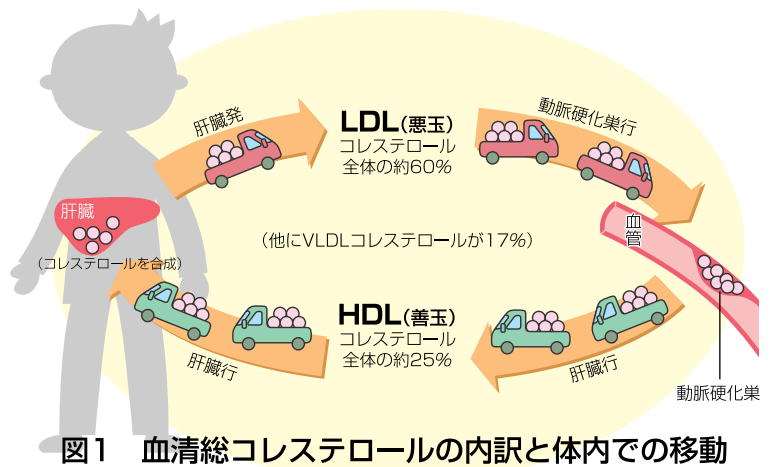 肝臓発
LDL（悪玉）
コレステロール
全体の約60％
動脈硬化巣行
肝臓
（コレステロールを合成）
（他にVLDLコレステロールが17％）
血管
HDL（善玉）
コレステロール
全体の約25％
肝臓行
肝臓行
動脈硬化巣
図1　血清総コレステロールの内訳と体内での移動